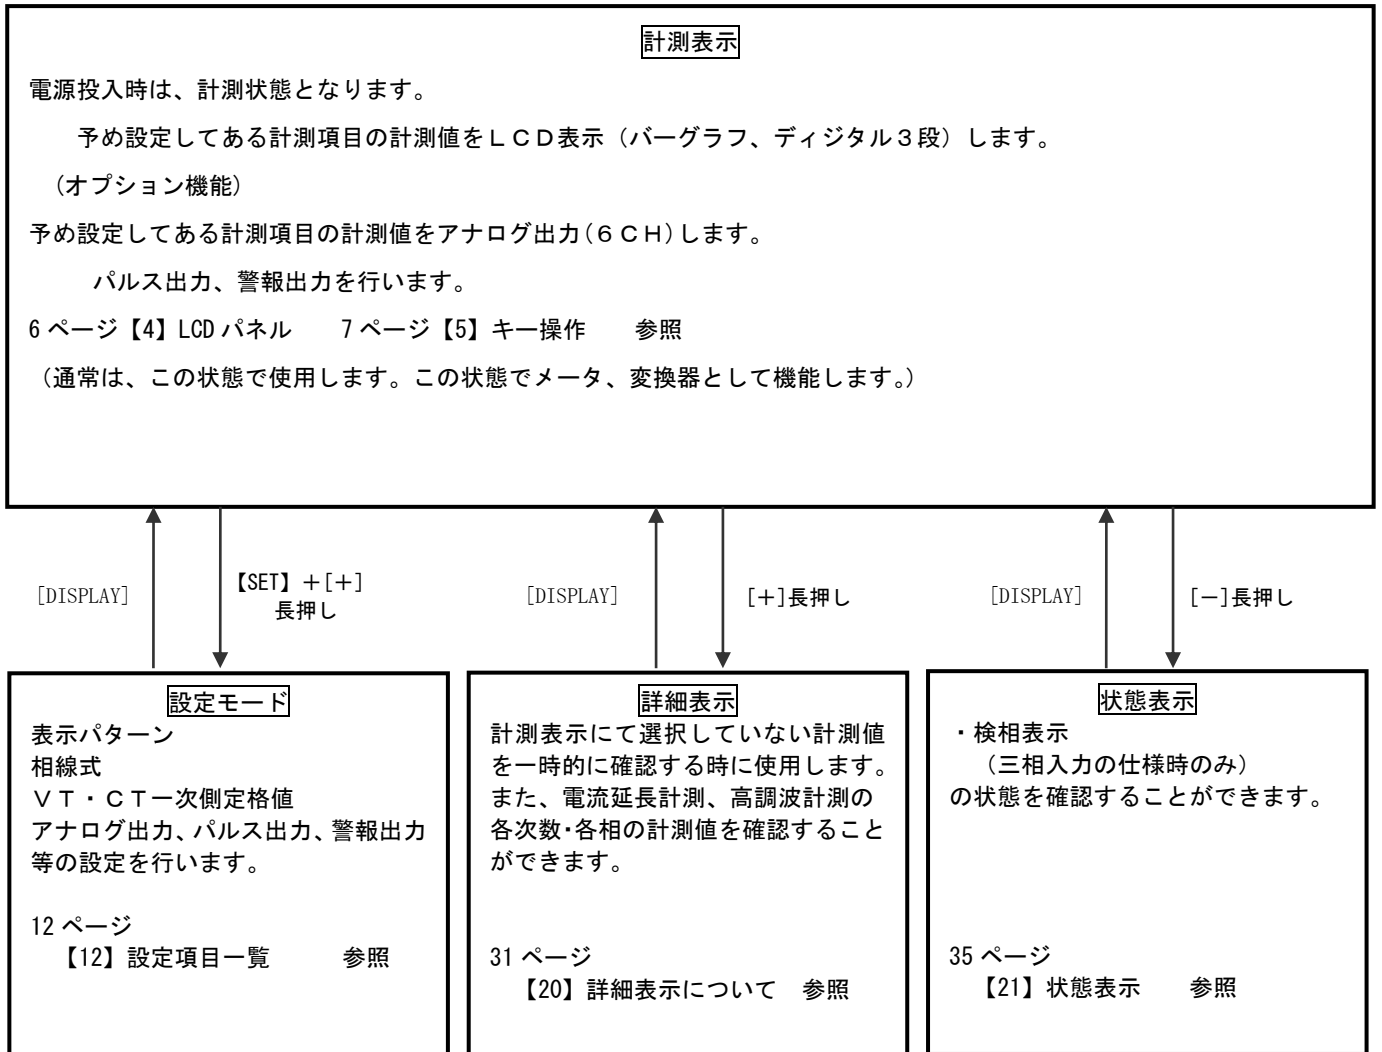 計測表示
電源投入時は、計測状態となります。
予め設定してある計測項目の計測値をＬＣＤ表示（バーグラフ、ディジタル３段）します。
(オプション機能)
予め設定してある計測項目の計測値をアナログ出力(６ＣＨ)します。
パルス出力、警報出力を行います。
6 ページ【4】LCD パネル　　7 ページ【5】キー操作　　参照
（通常は、この状態で使用します。この状態でメータ、変換器として機能します。）
[DISPLAY]
【SET】＋[＋]
長押し
[DISPLAY]
[＋]長押し
[DISPLAY]
[－]長押し
設定モード
表示パターン
相線式
ＶＴ・ＣＴ一次側定格値
アナログ出力、パルス出力、警報出力
等の設定を行います。
12 ページ
【12】設定項目一覧　　　参照
詳細表示
計測表示にて選択していない計測値
を一時的に確認する時に使用します。
また、電流延長計測、高調波計測の
各次数・各相の計測値を確認すること
ができます。
31 ページ
【20】詳細表示について　参照
状態表示
・検相表示
（三相入力の仕様時のみ）
の状態を確認することができます。
35 ページ
【21】状態表示　　参照